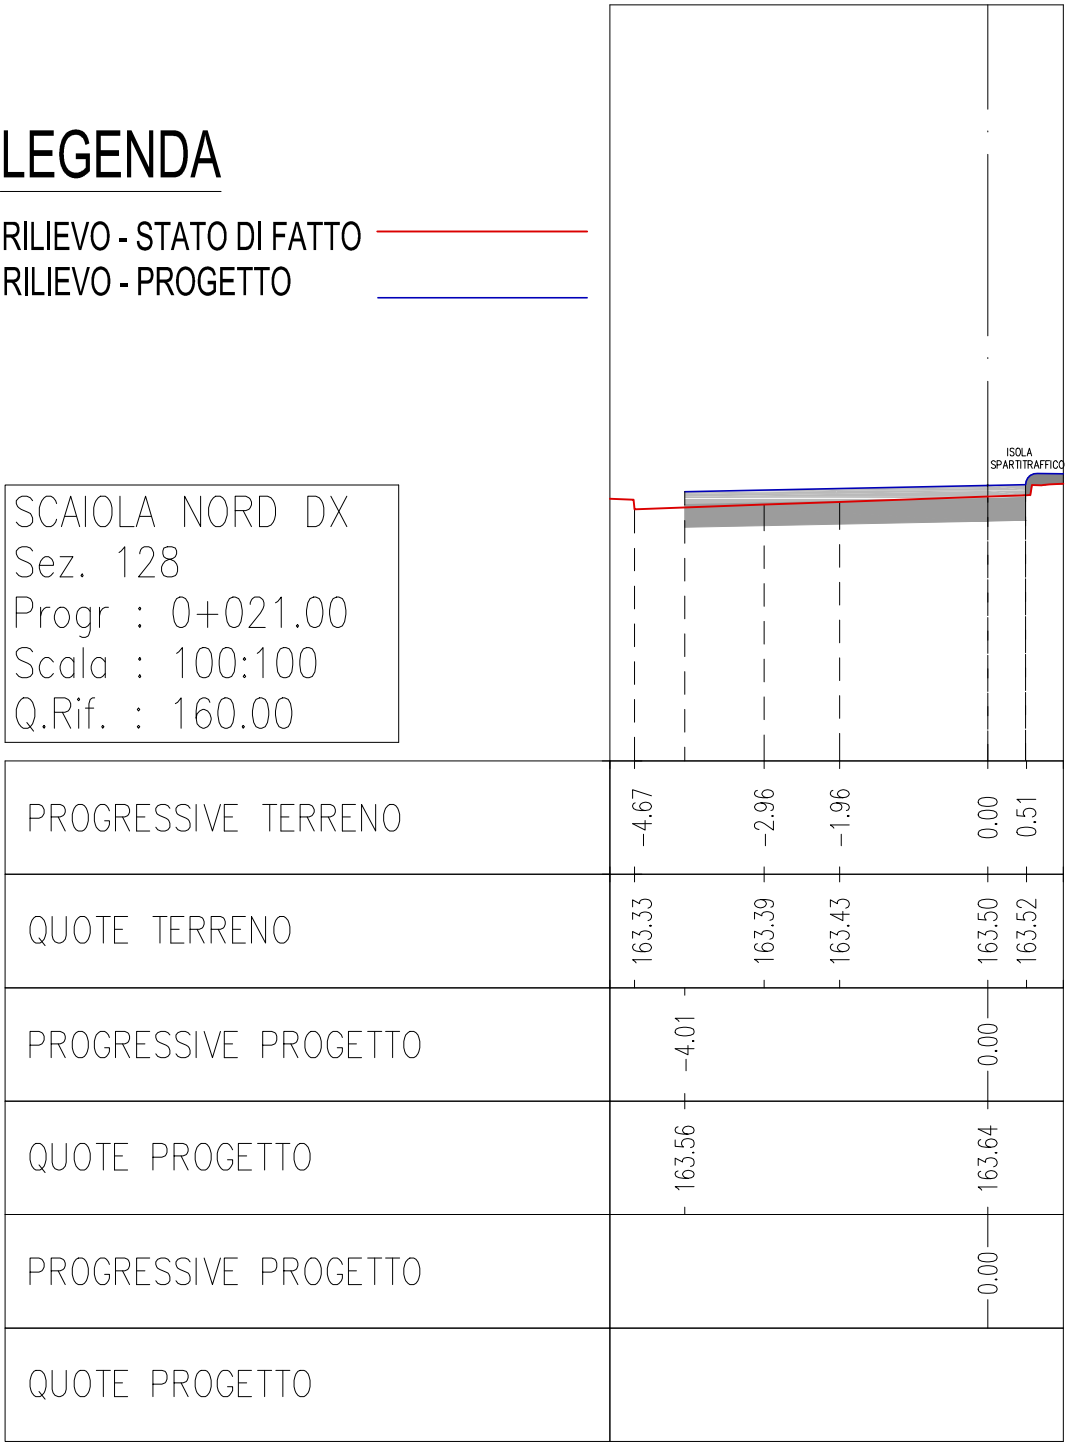 LEGENDA
RILIEVO - STATO DI FATTO
RILIEVO - PROGETTO
ISOLA
SPARTITRAFFICO
SCAIOLA NORD DX
Sez. 128
Progr : 0+021.00
Scala : 100:100
Q.Rif. : 160.00
PROGRESSIVE TERRENO -4.67 -2.96 -1.96 0.00 0.51
QUOTE TERRENO 163.33 163.39 163.43 163.50 163.52
PROGRESSIVE PROGETTO -4.01 0.00
QUOTE PROGETTO 163.56 163.64
PROGRESSIVE PROGETTO 0.00
QUOTE PROGETTO